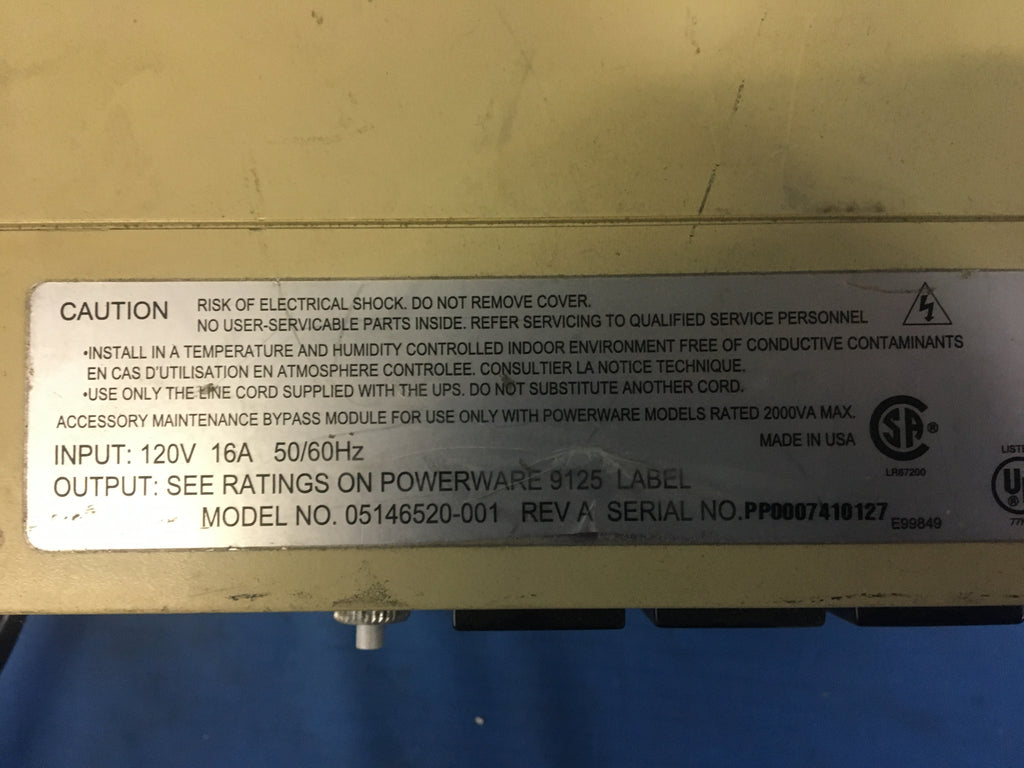 CAUTION
RISK OF ELECTRICAL SHOCK. DO NOT REMOVE COVER.
NO USER-SERVICABLE PARTS INSIDE. REFER SERVICING TO QUALIFIED SERVICE PERSONNEL
•INSTALL IN A TEMPERATURE AND HUMIDITY CONTROLLED INDOOR ENVIRONMENT FREE OF CONDUCTIVE CONTAMINANTS
EN CAS D'UTILISATION EN ATMOSPHERE CONTROLEE. CONSULTIER LA NOTICE TECHNIQUE.
•USE ONLY THE LINE CORD SUPPLIED WITH THE UPS. DO NOT SUBSTITUTE ANOTHER CORD.
ACCESSORY MAINTENANCE BYPASS MODULE FOR USE ONLY WITH POWERWARE MODELS RATED 2000VA MAX.
MADE IN USA
SA ®
LR67200
INPUT: 120V 16A 50/60Hz
OUTPUT: SEE RATINGS ON POWERWARE 9125 LABEL
MODEL NO. 05146520-001 REV A SERIAL NO.PP0007410127
E99849